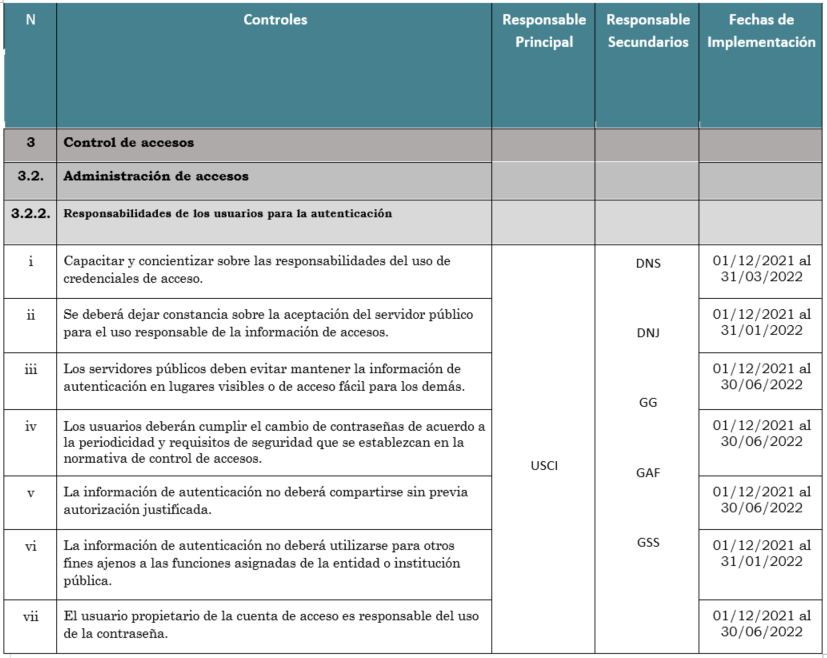 N
Controles
Responsable
Principal
Responsable
Secundarios
Fechas de
Implementación
3
Control de accesos
3.2.
Administración de accesos
3.2.2.
Responsabilidades de los usuarios para la autenticación
i
Capacitar y concientizar sobre las responsabilidades del uso de
credenciales de acceso.
DNS
01/12/2021 al
31/03/2022
ii
Se deberá dejar constancia sobre la aceptación del servidor público
para el uso responsable de la información de accesos.
DNJ
01/12/2021 al
31/01/2022
iii
Los servidores públicos deben evitar mantener la información de
autenticación en lugares visibles o de acceso fácil para los demás.
GG
01/12/2021 al
30/06/2022
iv
Los usuarios deberán cumplir el cambio de contraseñas de acuerdo a
la periodicidad y requisitos de seguridad que se establezcan en la
normativa de control de accesos.
USCI
GAF
01/12/2021 al
30/06/2022
v
La información de autenticación no deberá compartirse sin previa
autorización justificada.
01/12/2021 al
30/06/2022
vi
La información de autenticación no deberá utilizarse para otros
fines ajenos a las funciones asignadas de la entidad o institución
pública.
GSS
01/12/2021 al
31/01/2022
vii
El usuario propietario de la cuenta de acceso es responsable del uso
de la contraseña.
01/12/2021 al
30/06/2022